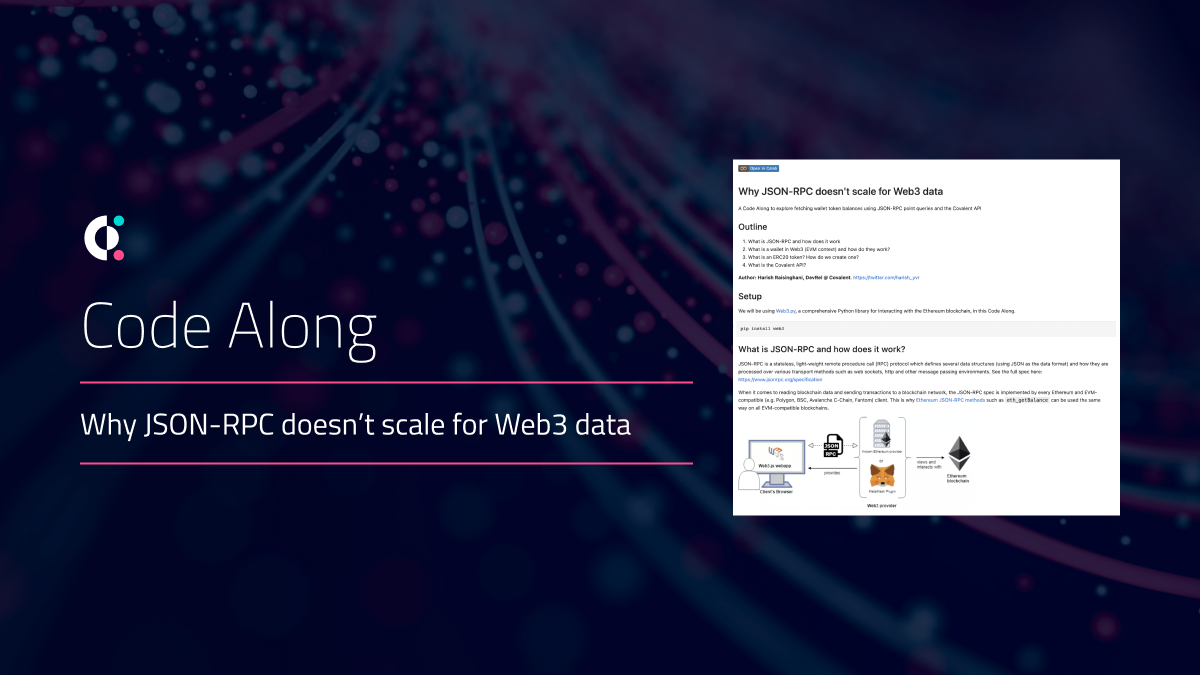 Code Along
Why JSON-RPC doesn’t scale for Web3 data
Open in Colab
Why JSON-RPC doesn't scale for Web3 data
A Code Along to explore fetching wallet token balances using JSON-RPC point queries and the Covalent API
Outline
1. What is JSON-RPC and how does it work
2. What is a wallet in Web3 (EVM context) and how do they work?
3. What is an ERC20 token? How do we create one?
4. What is the Covalent API?
Author: Harish Raisinghani, DevRel @ Covalent. https://twitter.com/harish_yvr
Setup
We will be using Web3.py, a comprehensive Python library for interacting with the Ethereum blockchain, in this Code Along.
pip install web3
What is JSON-RPC and how does it work?
JSON-RPC is a stateless, light-weight remote procedure call (RPC) protocol which defines several data structures (using JSON as the data format) and how they are
processed over various transport methods such as web sockets, http and other message passing environments. See the full spec here:
https://www.jsonrpc.org/specification
When it comes to reading blockchain data and sending transactions to a blockchain network, the JSON-RPC spec is implemented by every Ethereum and EVM-
compatible (e.g. Polygon, BSC, Avalanche C-Chain, Fantom) client. This is why Ethereum JSON-RPC methods such as eth_getBalance can be used the same
way on all EVM-compatible blockchains.
Web3.js webapp
Client's Browser
JSON
RPC
provides
Ethereum provider
or
MetaMask Plugin
Web3 provider
views and
interacts with
Ethereum
blockchain